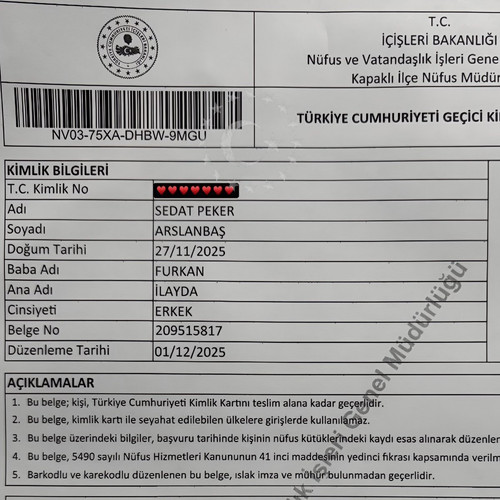 T.C.
İÇİŞLERİ BAKANLIĞI
Nüfus ve Vatandaşlık İşleri Gene
Kapaklı İlçe Nüfus Müdür
NV03-75XA-DHBW-9MGU
TÜRKİYE CUMHURİYETİ GEÇİCİ Kİ
KİMLİK BİLGİLERİ
T.C. Kimlik No
Adı SEDAT PEKER
Soyadı ARSLANBAŞ
Doğum Tarihi 27/11/2025
Baba Adı FURKAN
Ana Adı İLAYDA
Cinsiyeti ERKEK
Belge No 209515817
Düzenleme Tarihi 01/12/2025
AÇIKLAMALAR
1. Bu belge; kişi, Türkiye Cumhuriyeti Kimlik Kartını teslim alana kadar geçerlidir.
2. Bu belge, kimlik kartı ile seyahat edilebilen ülkelere girişlerde kullanılamaz.
3. Bu belge üzerindeki bilgiler, başvuru tarihinde kişinin nüfus kütüklerindeki kaydı esas alınarak düzenler
4. Bu belge, 5490 sayılı Nüfus Hizmetleri Kanununun 41 inci maddesinin yedinci fıkrası kapsamında verilm
5. Barkodlu ve karekodlu düzenlenen bu belge, ıslak imza ve mühür bulunmadan geçerlidir.
İşleri Genel Müdürlüğü